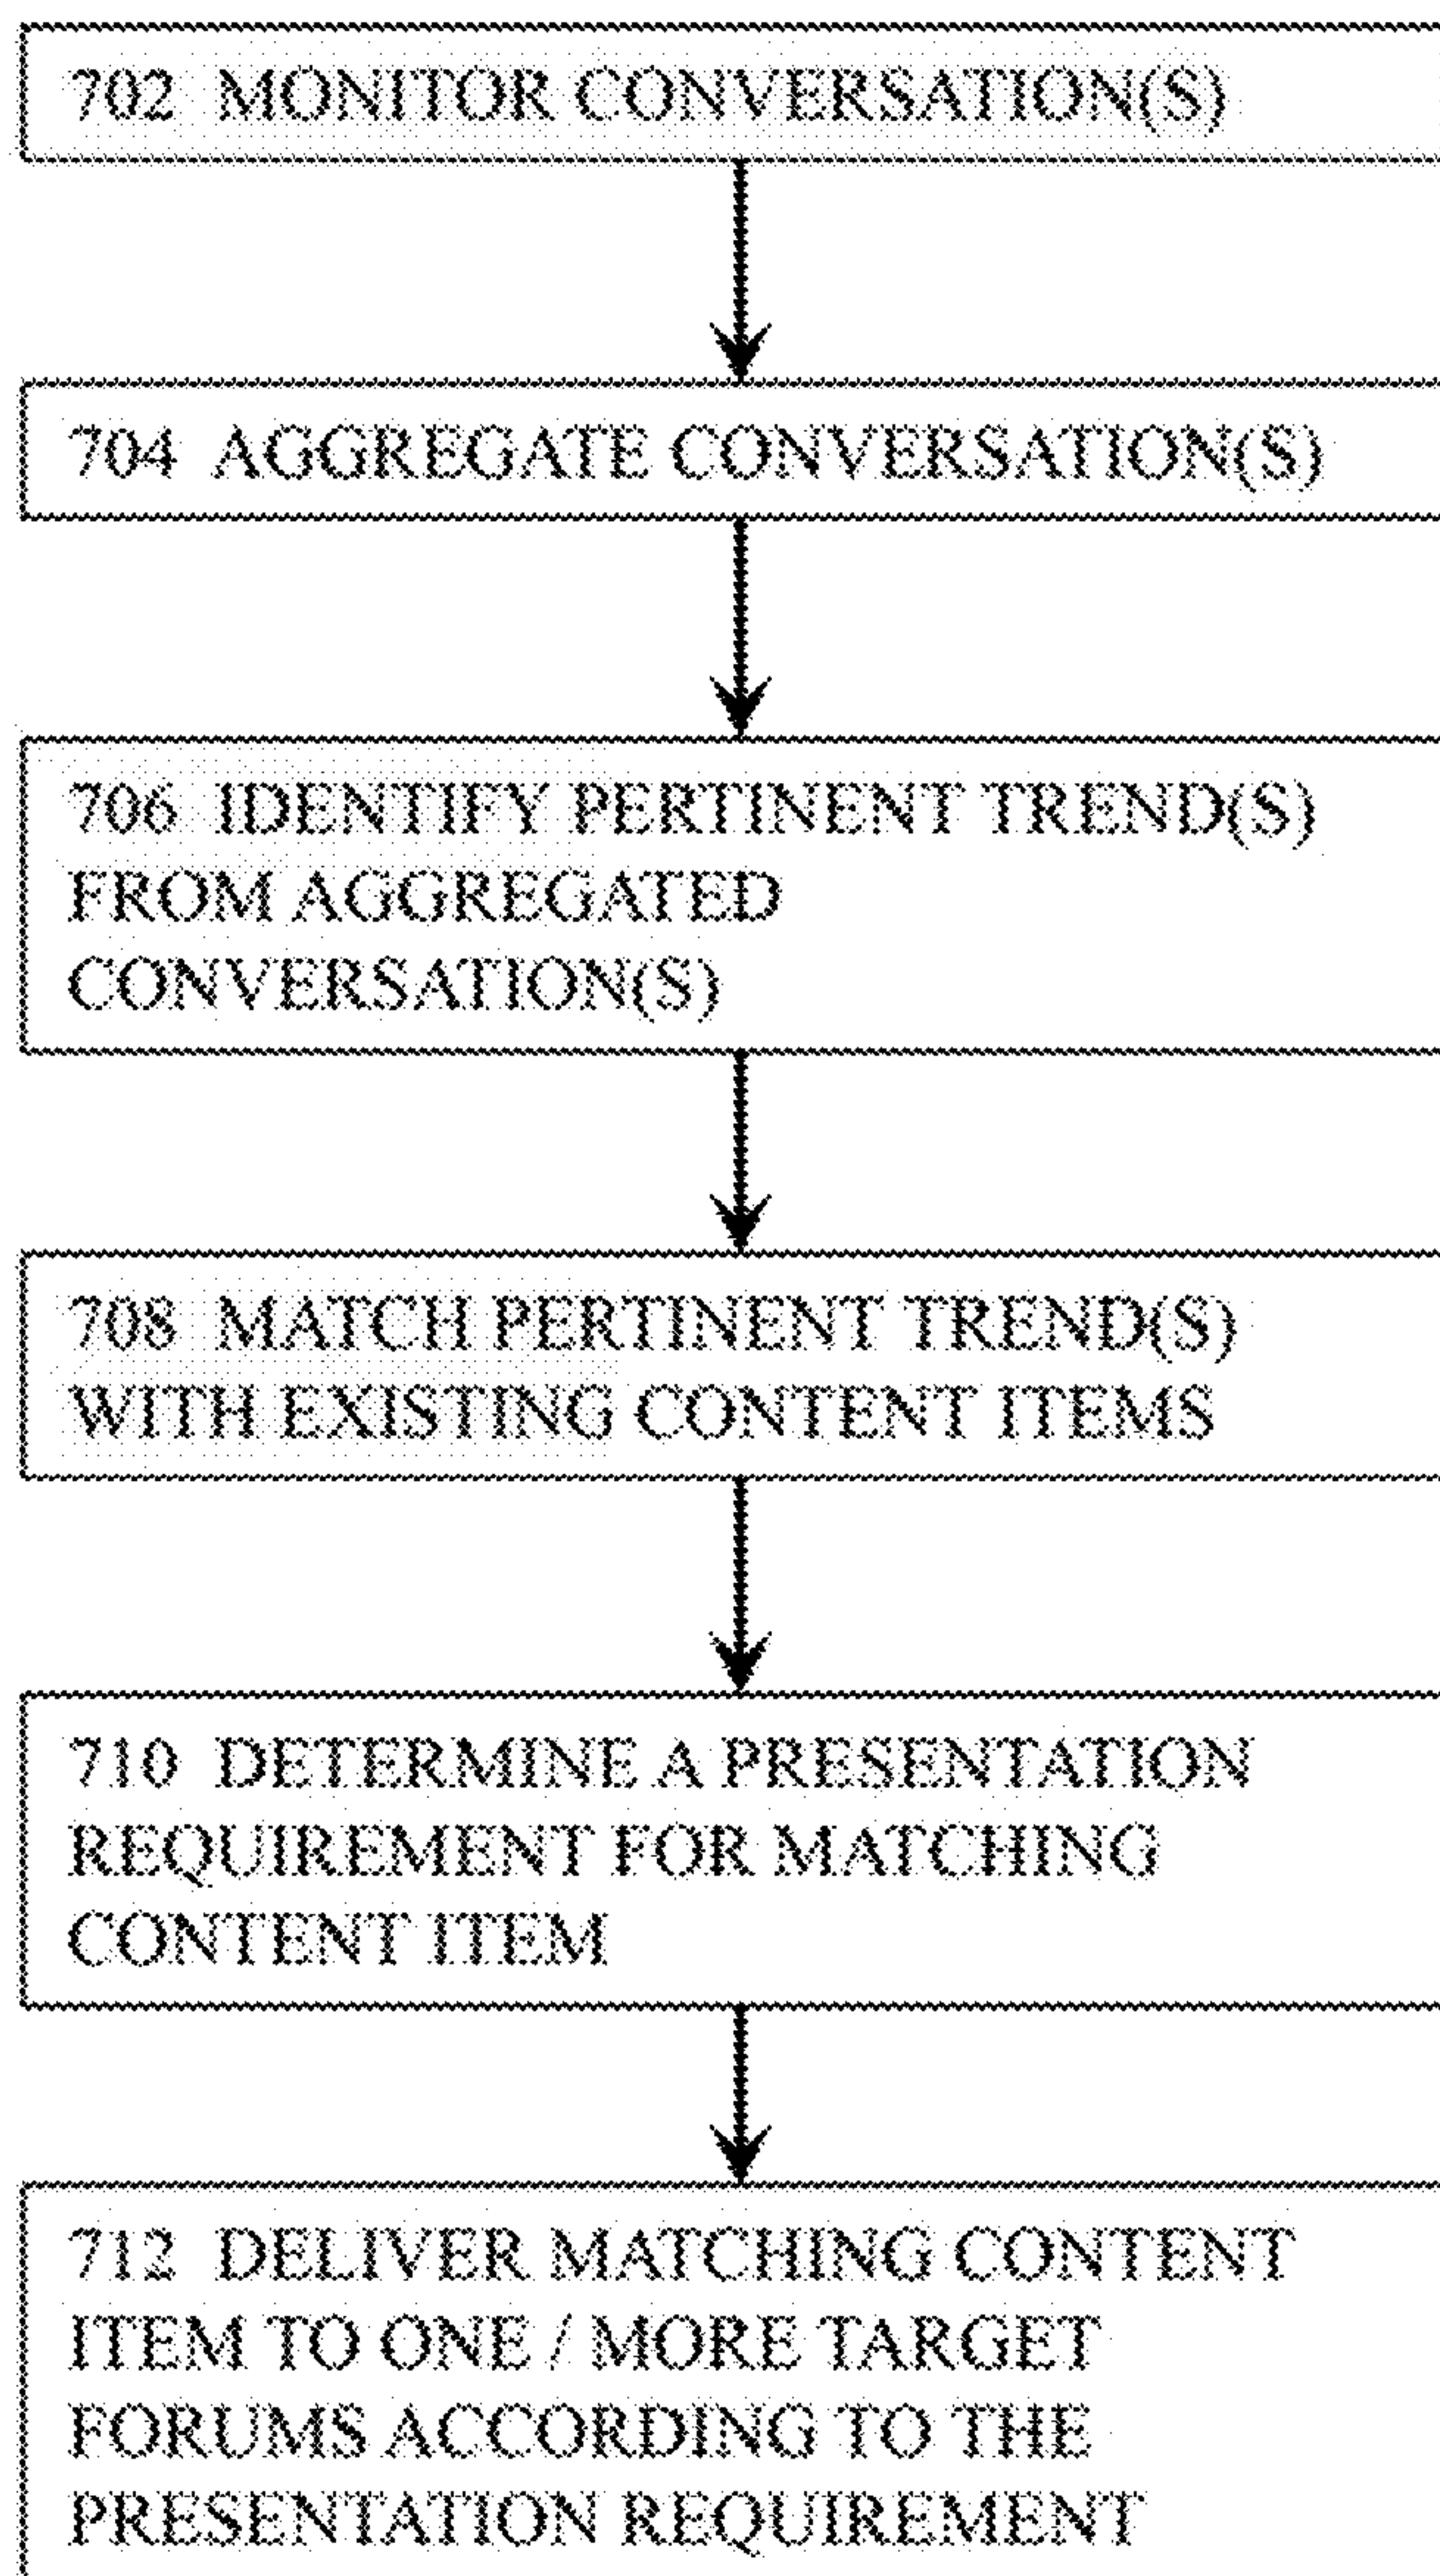 702 MONITOR CONVERSATION(S)
704 AGGREGATE CONVERSATION(S)
706 IDENTIFY PERTINENT TREND(S)
FROM AGGREGATED
CONVERSATION(S)
708 MATCH PERTINENT TREND(S)
WITH EXISTING CONTENT ITEMS
710 DETERMINE A PRESENTATION
REQUIREMENT FOR MATCHING
CONTENT ITEM
712 DELIVER MATCHING CONTENT
ITEM TO ONE / MORE TARGET
FORUMS ACCORDING TO THE
PRESENTATION REQUIREMENT